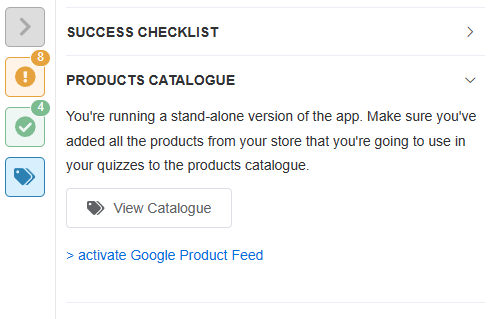 SUCCESS CHECKLIST
8
PRODUCTS CATALOGUE
4
You're running a stand-alone version of the app. Make sure you've
added all the products from your store that you're going to use in
your quizzes to the products catalogue.
View Catalogue
> activate Google Product Feed